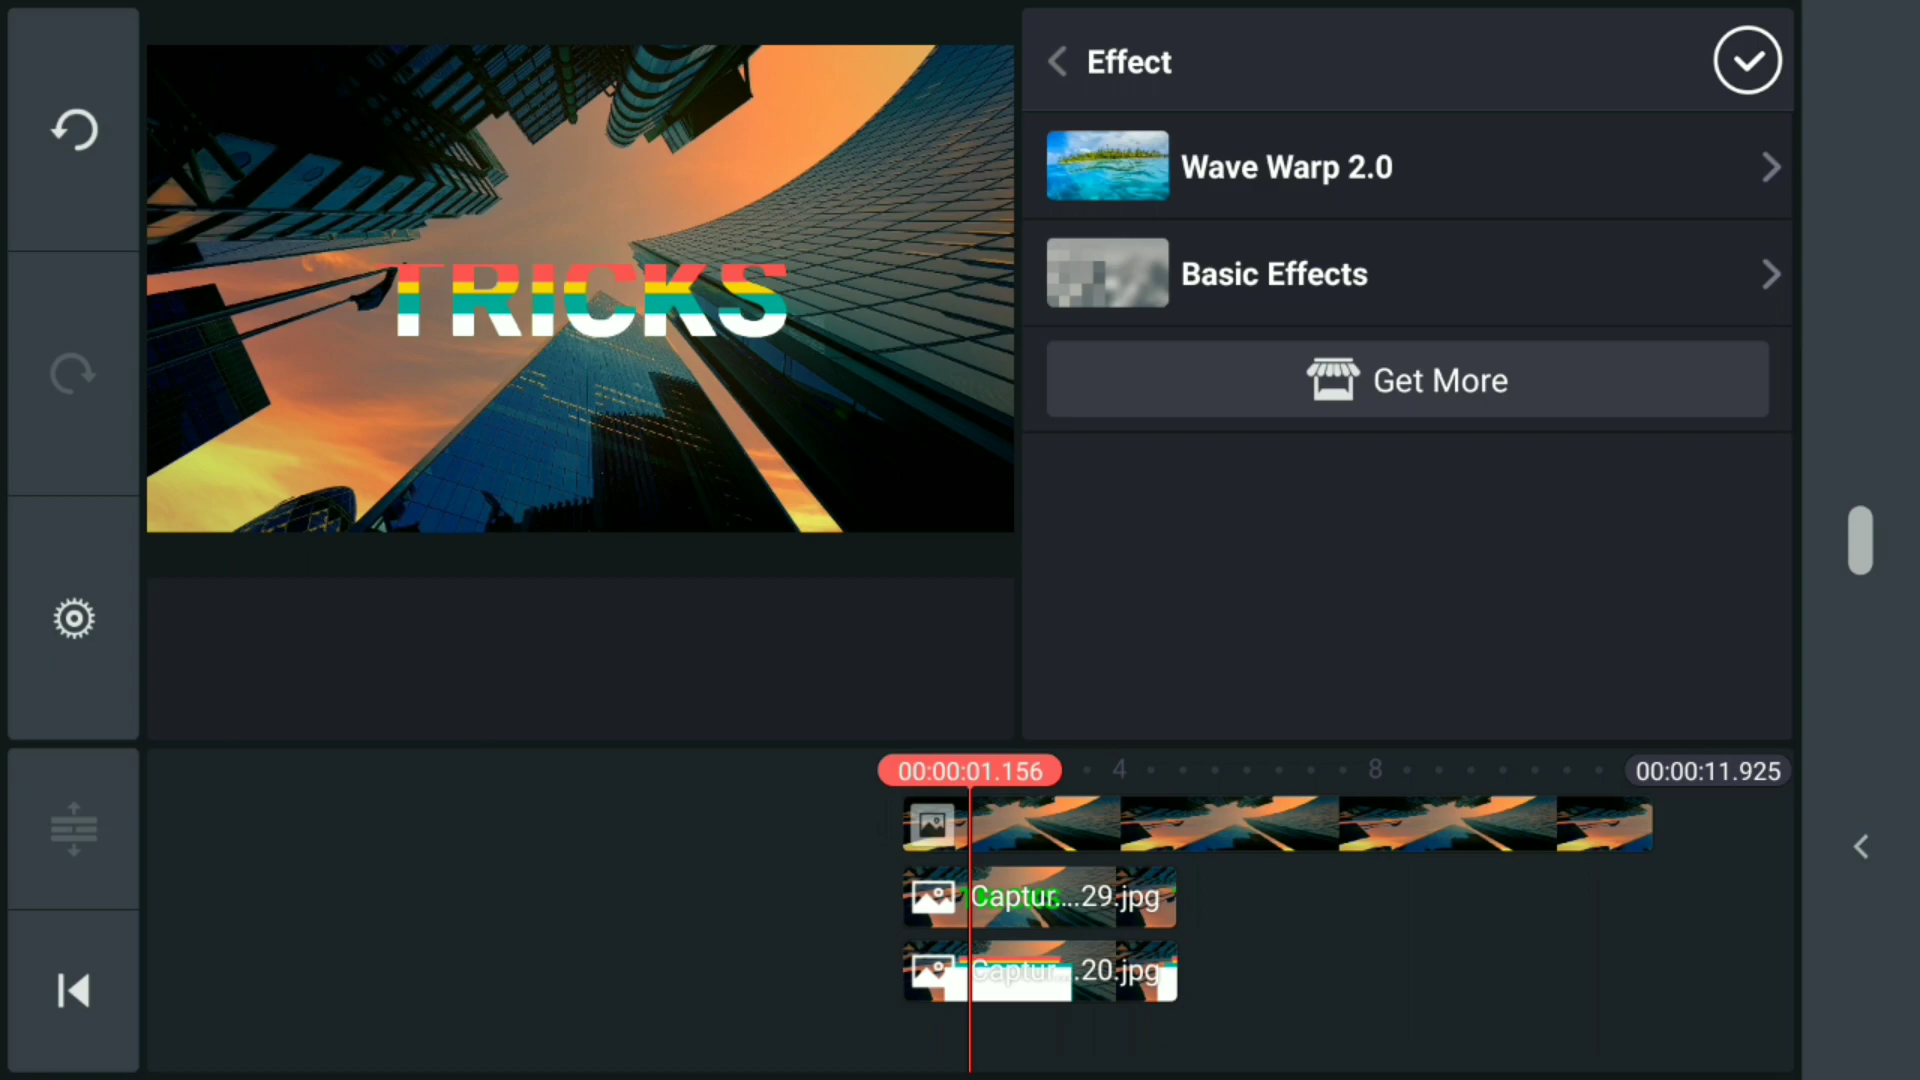 Effect
Wave Warp 2.0
TRICKS
Basic Effects
Get More
00:00:01.156
4
8
00:00:11.925
Captur....29.jpg
Captur....20.jpg